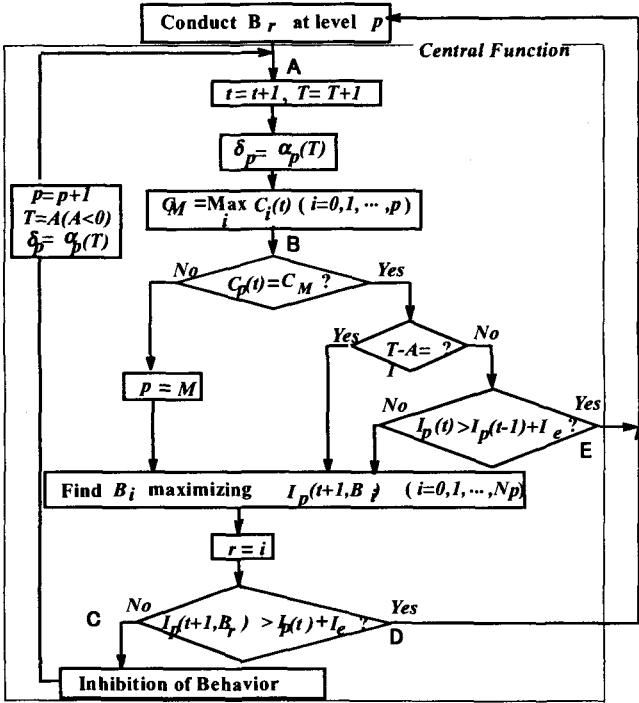 Conduct B r at level p
Central Function
A
t = t+1, T = T+1
δp = αp(T)
p = p+1
T=A(A<0)
δp = αp(T)
CM = Max Ci(t) ( i=0,1, ⋯ ,p )
i
B
No
Yes
Cp(t)=CM ?
Yes
No
T-A= ?
1
p = M
No
Yes
Ip(t) >Ip(t-1)+I e ?
E
Find Bi maximizing Ip(t+1,Bi) ( i=0,1, ⋯ ,Np)
r = i
No
Yes
C
Ip(t+1,Br ) >Ip(t) +Ie ?
D
Inhibition of Behavior